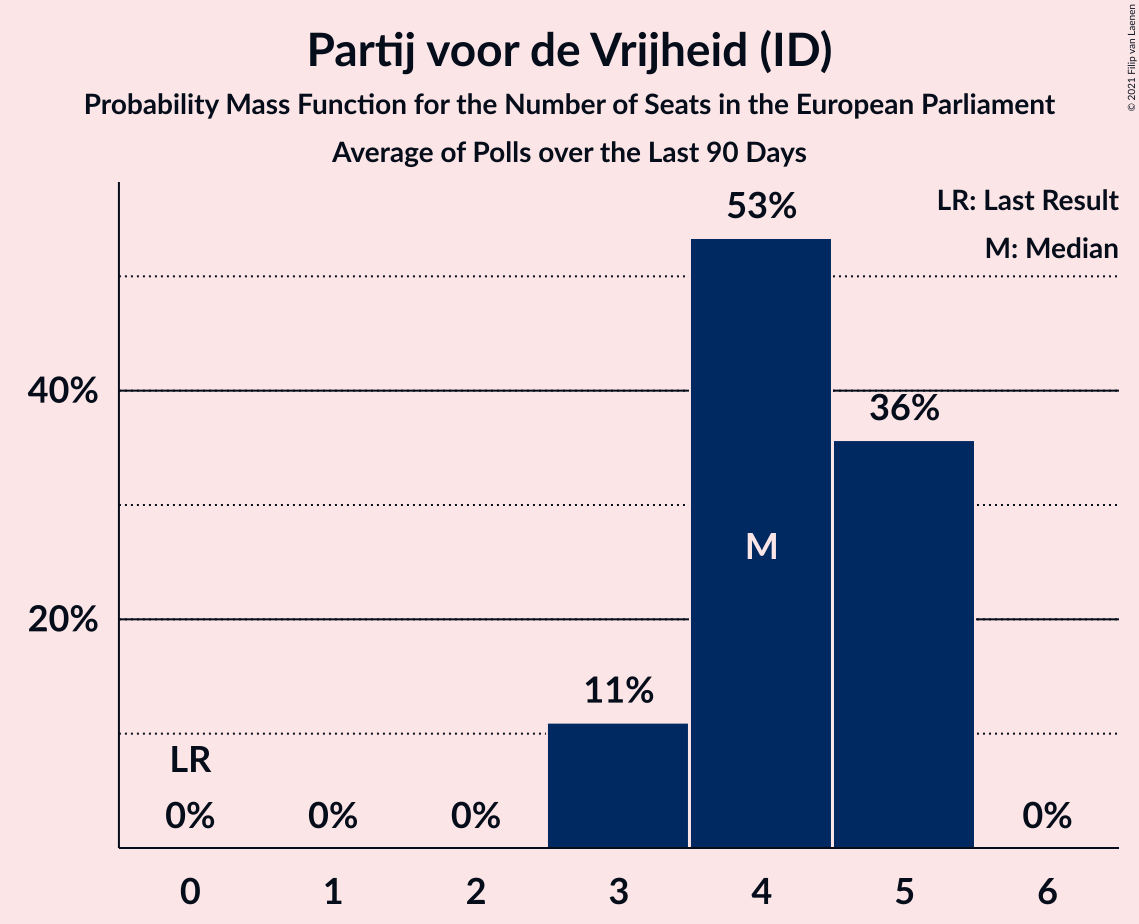 Partij voor de Vrijheid (ID)
Probability Mass Function for the Number of Seats in the European Parliament
Average of Polls over the Last 90 Days
© 2021 Filip van Laenen
LR: Last Result
M: Median
53%
40%
36%
M
20%
11%
LR
0%
0%
0%
0%
0
1
2
3
4
5
6